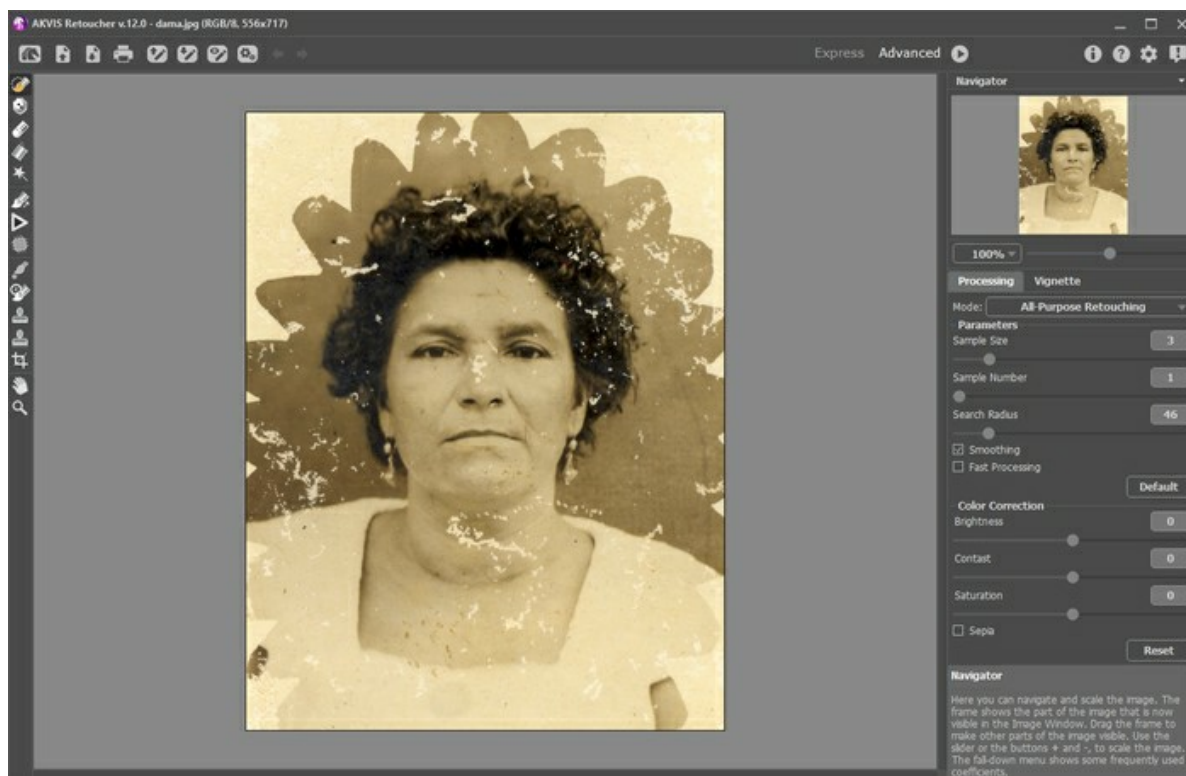 AKVIS Retoucher v.12.0 - dama.jpg (RGB/8, 556x717)
Express Advanced
Navigator
100%
Processing Vignette
Mode: All-Purpose Retouching
Parameters
Sample Size 3
Sample Number 1
Search Radius 46
Smoothing
Fast Processing
Default
Color Correction
Brightness 0
Contast 0
Saturation 0
Sepia
Reset
Navigator
Here you can navigate and scale the image. The
frame shows the part of the image that is now
visible in the Image Window. Drag the frame to
make other parts of the image visible. Use the
slider or the buttons + and -, to scale the image.
The fall-down menu shows some frequently used
coefficients.